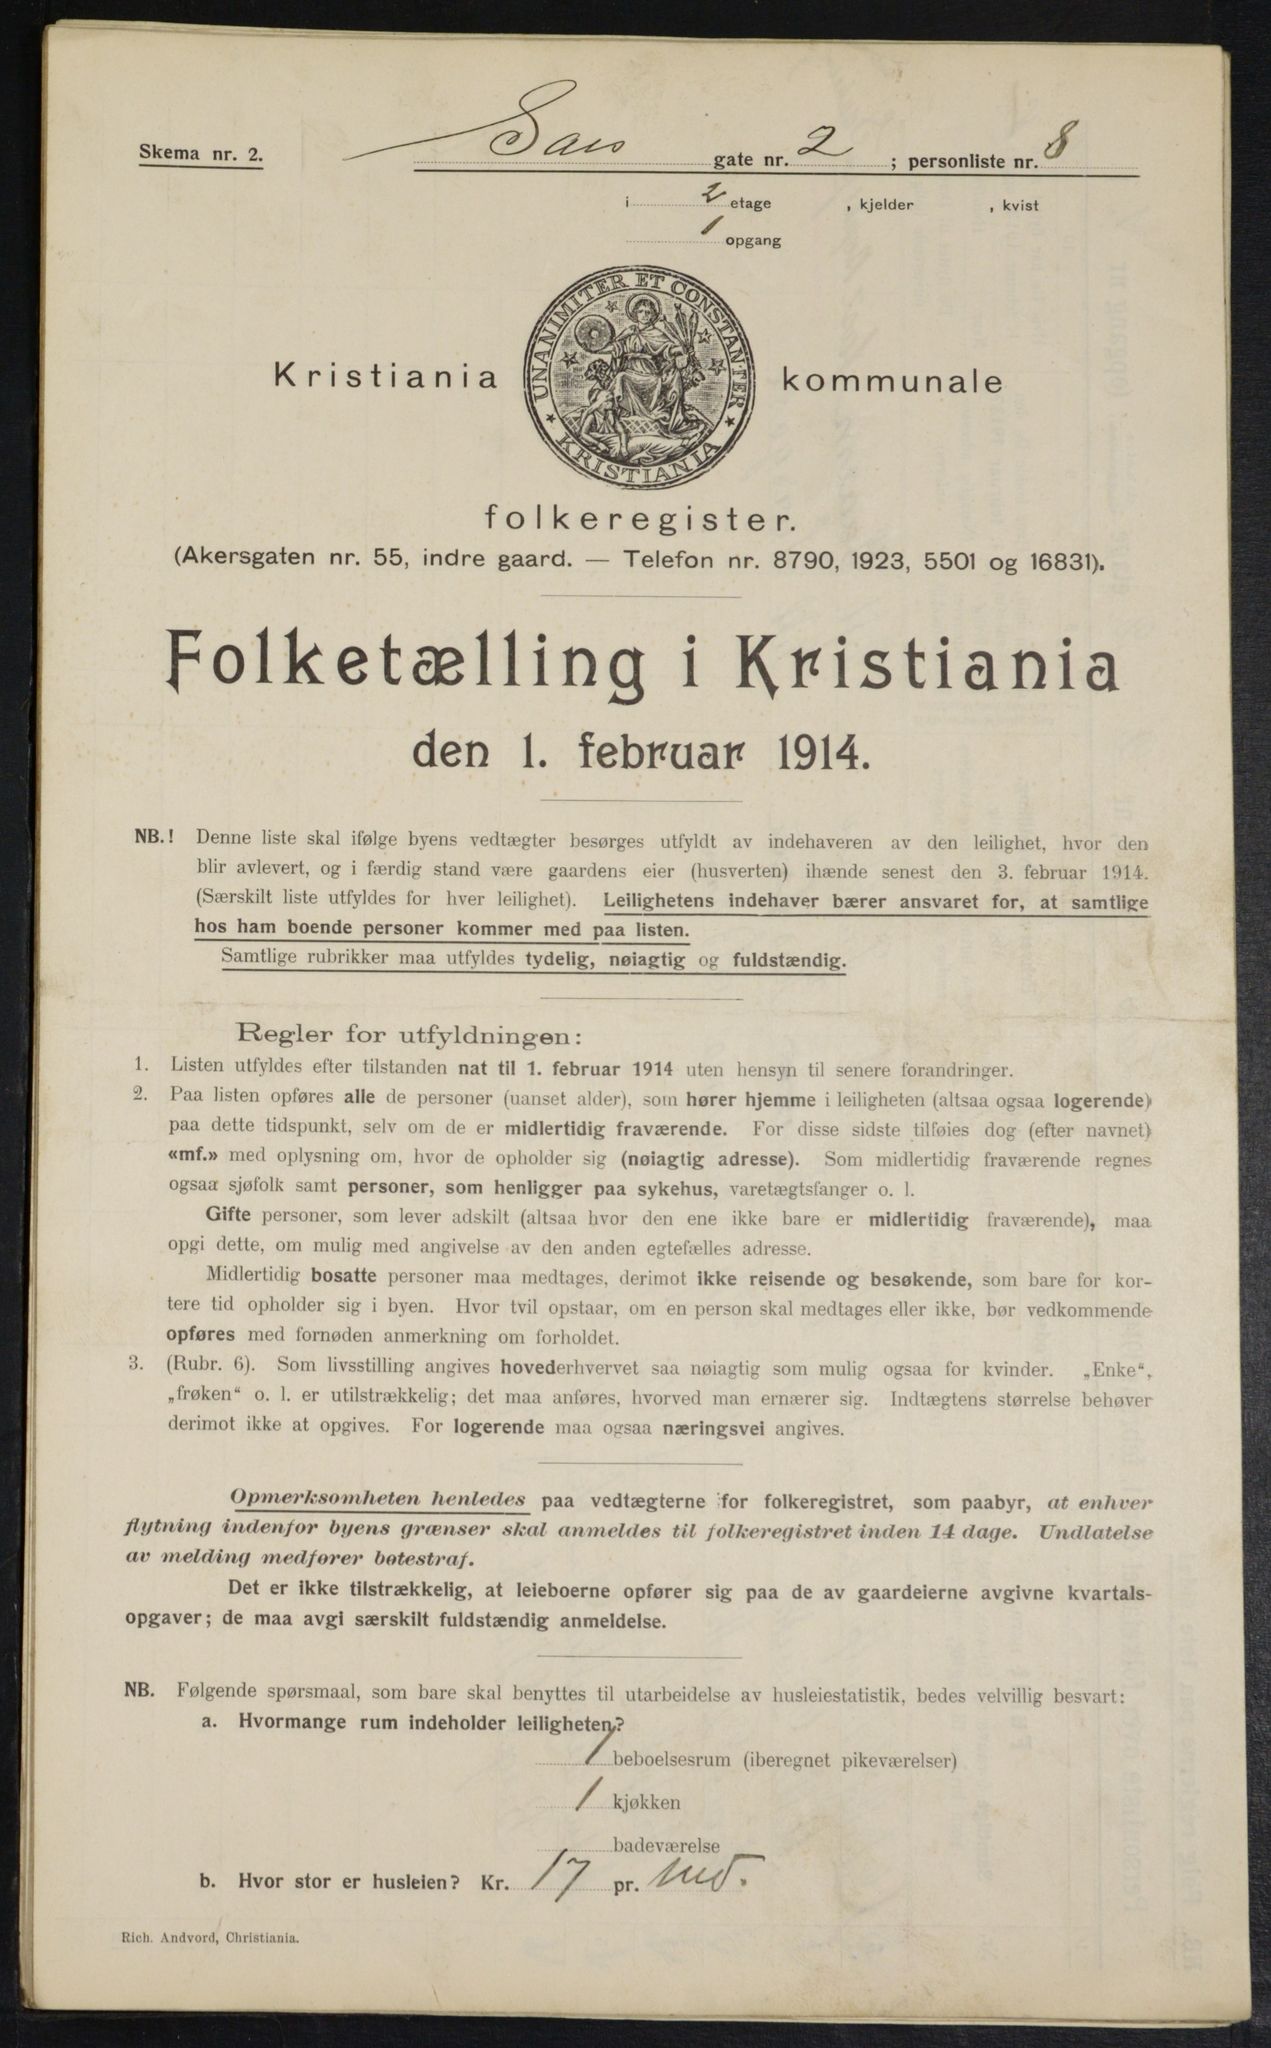 Skema nr. 2.
Sars gate nr. 2 ; personliste nr. 8
i 2 etage , kjelder , kvist
1 opgang
UNANIMITER ET CONSTANTER
KRISTIANIA
Kristiania kommunale
folkeregister.
(Akersgaten nr. 55, indre gaard. — Telefon nr. 8790, 1923, 5501 og 16831).
Folketælling i Kristiania
den 1. februar 1914.
NB.! Denne liste skal ifølge byens vedtægter besørges utfyldt av indehaveren av den leilighet, hvor den
blir avlevert, og i færdig stand være gaardens eier (husverten) ihænde senest den 3. februar 1914.
(Særskilt liste utfyldes for hver leilighet). Leilighetens indehaver bærer ansvaret for, at samtlige
hos ham boende personer kommer med paa listen.
Samtlige rubrikker maa utfyldes tydelig, nøiagtig og fuldstændig.
Regler for utfyldningen:
1. Listen utfyldes efter tilstanden nat til 1. februar 1914 uten hensyn til senere forandringer.
2. Paa listen opføres alle de personer (uanset alder), som hører hjemme i leiligheten (altsaa ogsaa logerende)
paa dette tidspunkt, selv om de er midlertidig fraværende. For disse sidste tilføies dog (efter navnet)
«mf.» med oplysning om, hvor de opholder sig (nøiagtig adresse). Som midlertidig fraværende regnes
ogsaa sjøfolk samt personer, som henligger paa sykehus, varetægtsfanger o. l.
Gifte personer, som lever adskilt (altsaa hvor den ene ikke bare er midlertidig fraværende), maa
opgi dette, om mulig med angivelse av den anden egtefælles adresse.
Midlertidig bosatte personer maa medtages, derimot ikke reisende og besøkende, som bare for kor-
tere tid opholder sig i byen. Hvor tvil opstaar, om en person skal medtages eller ikke, bør vedkommende
opføres med fornøden anmerkning om forholdet.
3. (Rubr. 6). Som livsstilling angives hovederhvervet saa nøiagtig som mulig ogsaa for kvinder. „Enke“,
„frøken“ o. l. er utilstrækkelig; det maa anføres, hvorved man ernærer sig. Indtægtens størrelse behøver
derimot ikke at opgives. For logerende maa ogsaa næringsvei angives.
Opmerksomheten henledes paa vedtægterne for folkeregistret, som paabyr, at enhver
flytning indenfor byens grænser skal anmeldes til folkeregistret inden 14 dage. Undlatelse
av melding medfører bøtestraf.
Det er ikke tilstrækkelig, at leieboerne opfører sig paa de av gaardeierne avgivne kvartals-
opgaver; de maa avgi særskilt fuldstændig anmeldelse.
NB. Følgende spørsmaal, som bare skal benyttes til utarbeidelse av husleiestatistik, bedes velvillig besvart:
a. Hvormange rum indeholder leiligheten?
1 beboelsesrum (iberegnet pikeværelser)
1 kjøkken
badeværelse
b. Hvor stor er husleien? Kr. 17 pr. Md.
Rich. Andvord, Christiania.